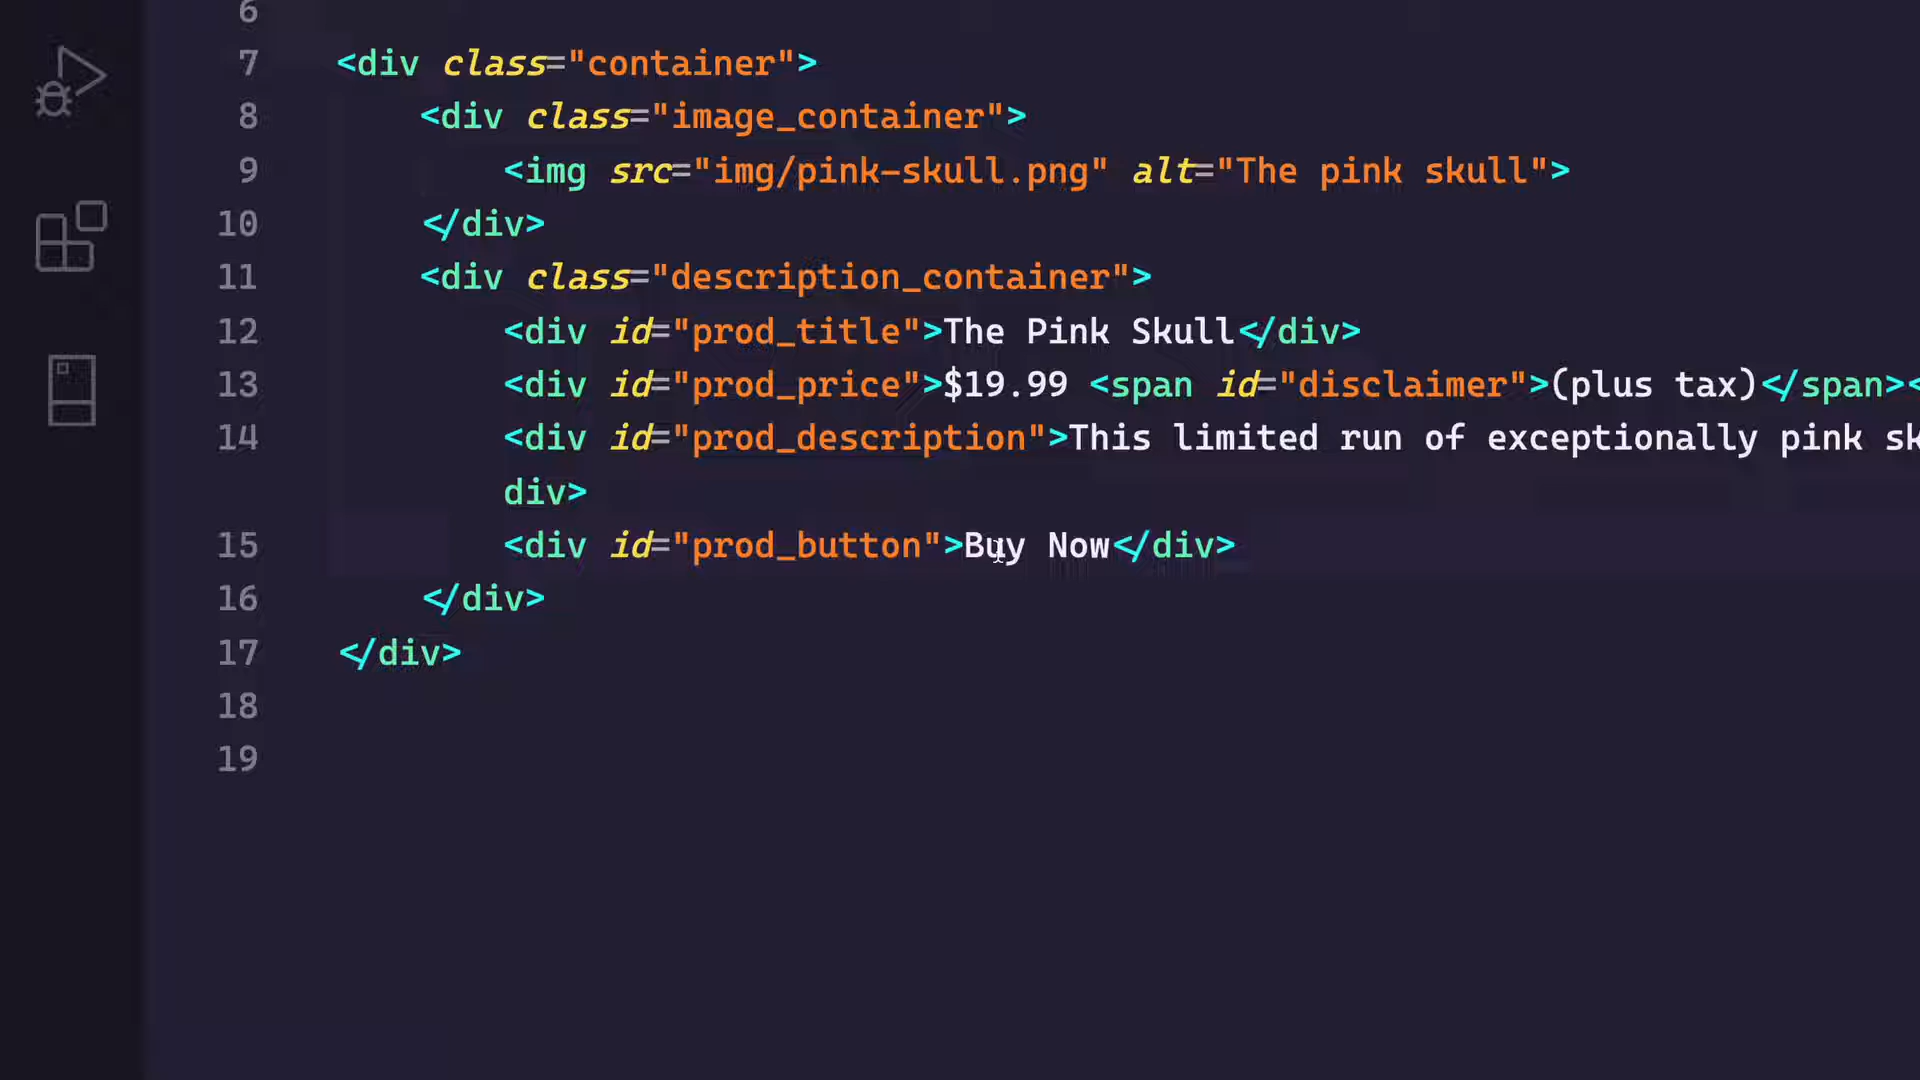 6
7 <div class="container">
8 <div class="image_container">
9 <img src="img/pink-skull.png" alt="The pink skull">
10 </div>
11 <div class="description_container">
12 <div id="prod_title">The Pink Skull</div>
13 <div id="prod_price">$19.99 <span id="disclaimer">(plus tax)</span><
14 <div id="prod_description">This limited run of exceptionally pink sk
div>
15 <div id="prod_button">Buy Now</div>
16 </div>
17 </div>
18
19